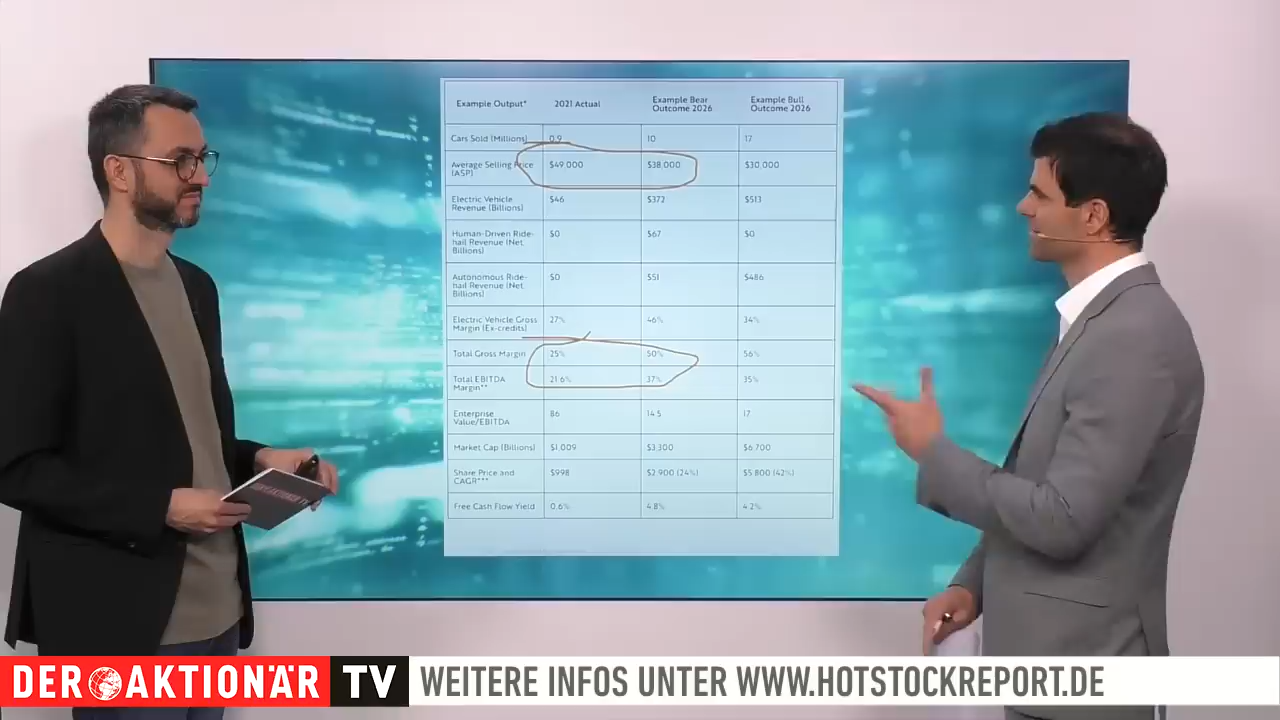 Example Output* 2021 Actual Example Bear Outcome 2026 Example Bull Outcome 2026
Cars Sold (Millions) 0.9 10 17
Average Selling Price (ASP) $49,000 $38,000 $30,000
Electric Vehicle Revenue (Billions) $46 $372 $513
Human-Driven Ride-hail Revenue (Net, Billions) $0 $67 $0
Autonomous Ride-hail Revenue (Net, Billions) $0 $51 $486
Electric Vehicle Gross Margin (Ex-credits) 27% 46% 34%
Total Gross Margin 25% 50% 56%
Total EBITDA Margin** 21.6% 37% 35%
Enterprise Value/EBITDA 86 14.5 17
Market Cap (Billions) $1,009 $3,300 $6,700
Share Price and CAGR*** $998 $2,900 (24%) $5,800 (42%)
Free Cash Flow Yield 0.6% 4.8% 4.2%
DER AKTIONÄR TV
DER AKTIONÄR TV WEITERE INFOS UNTER WWW.HOTSTOCKREPORT.DE